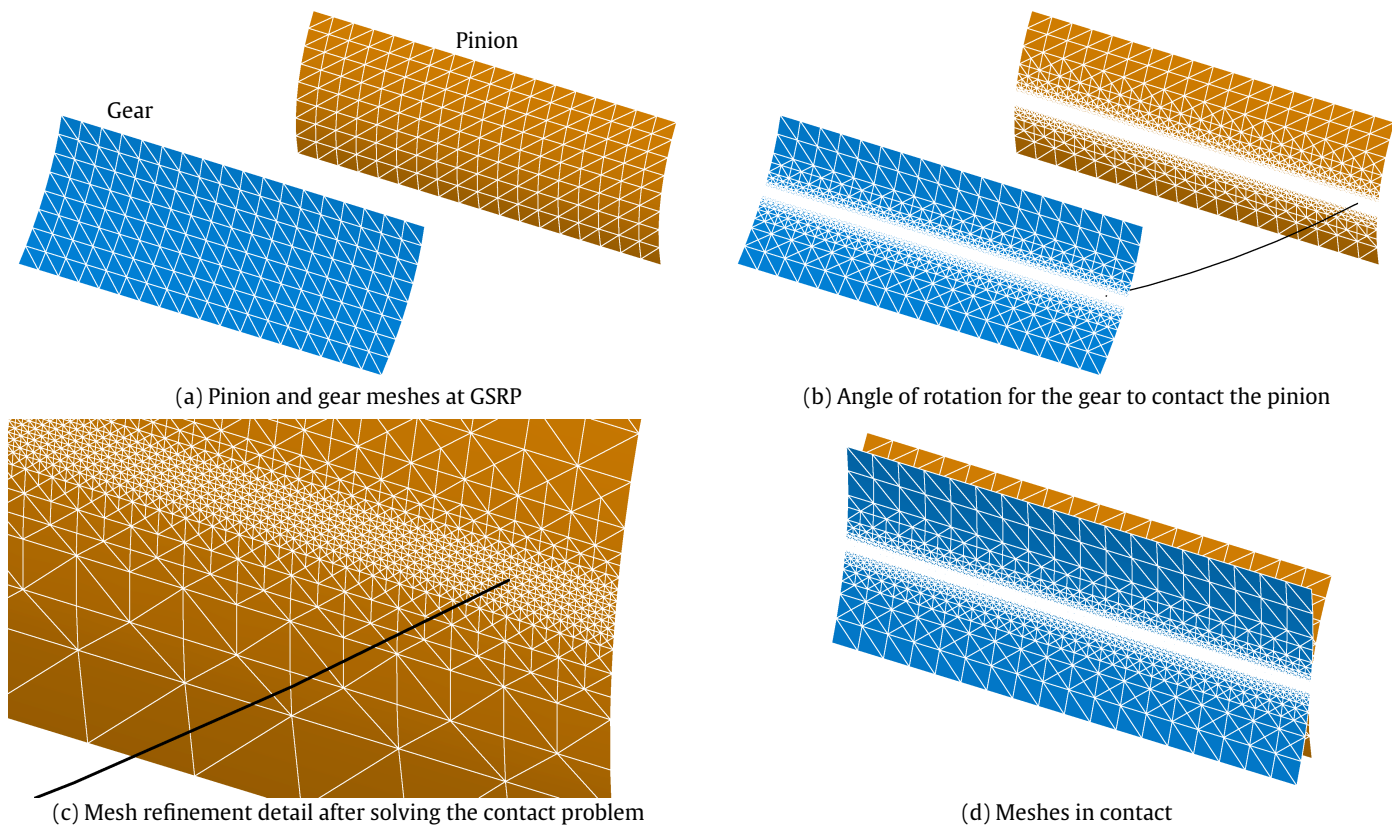 Pinion
Gear
(a) Pinion and gear meshes at GSRP
(b) Angle of rotation for the gear to contact the pinion
(c) Mesh refinement detail after solving the contact problem
(d) Meshes in contact